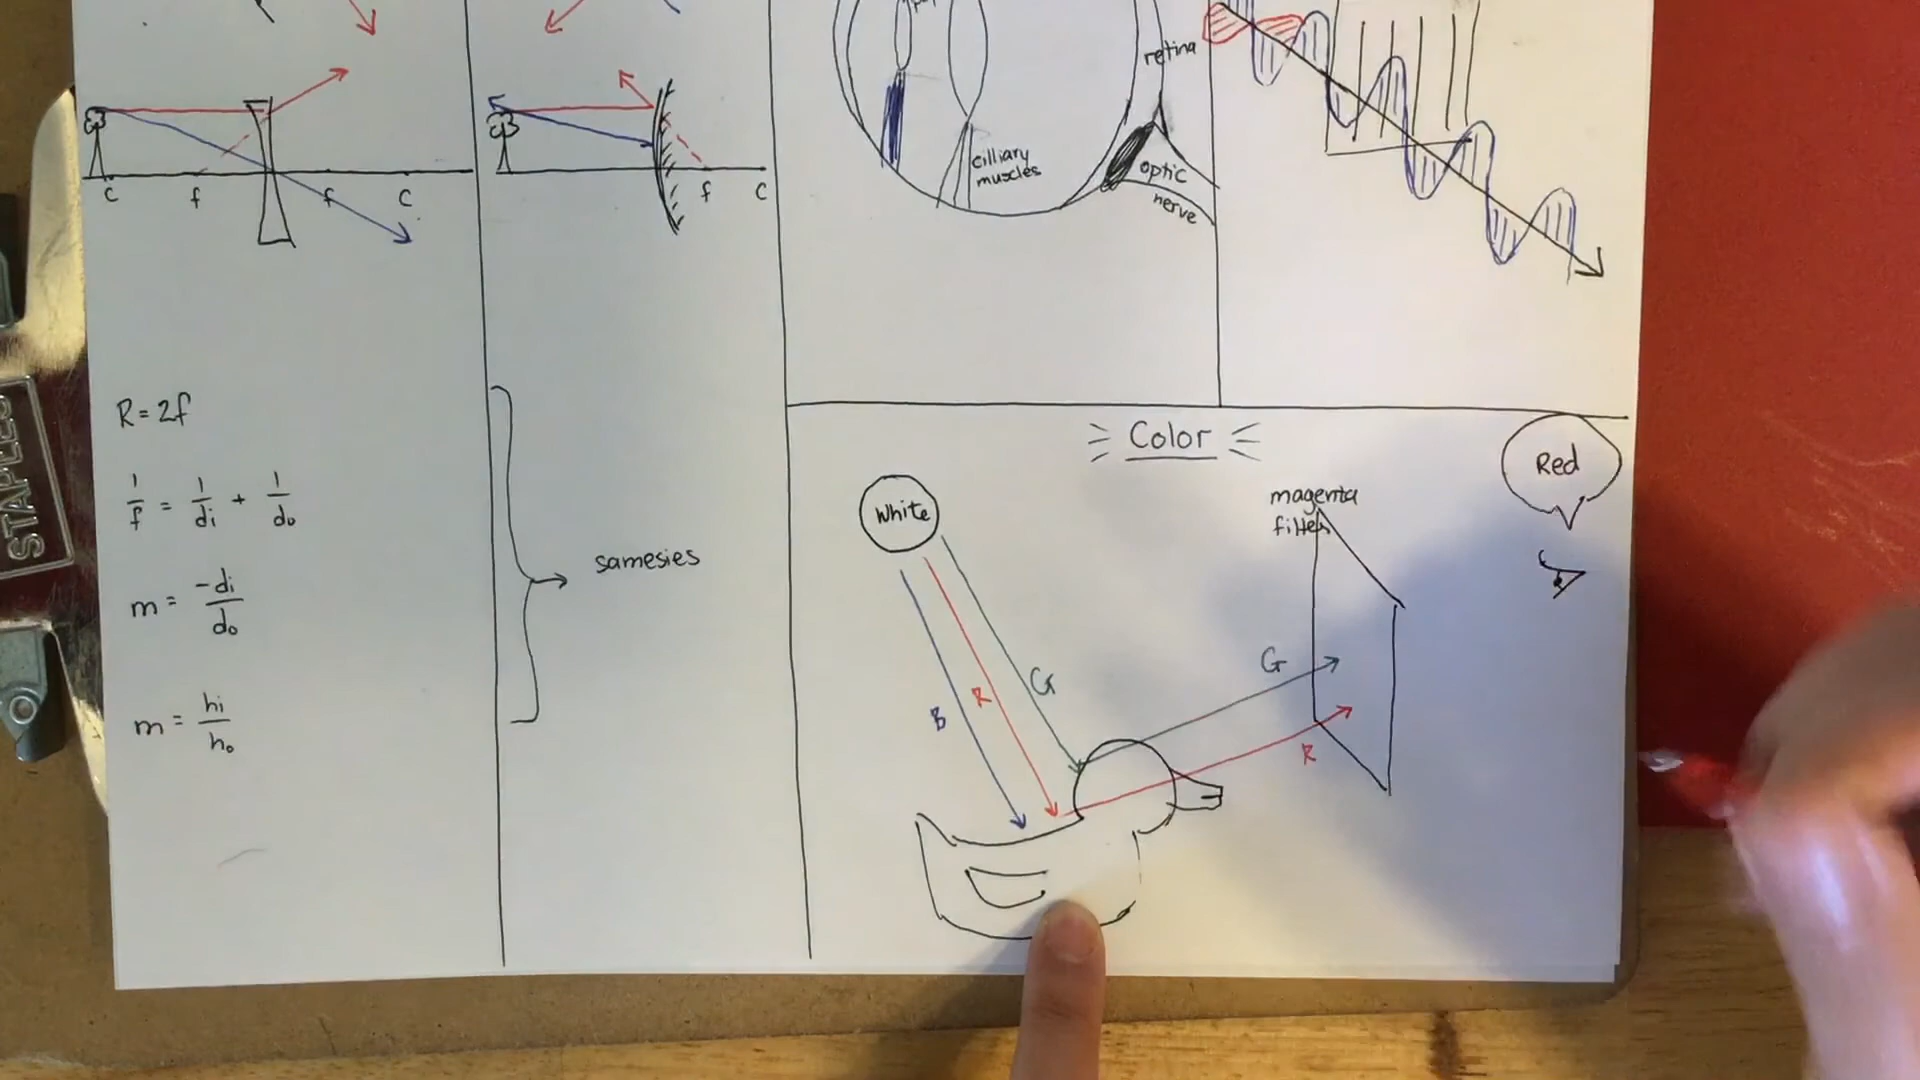 C
f
f
C
f
C
R = 2f
1/f = 1/di + 1/do
m = -di/do
m = hi/ho
samesies
retina
cilliary
muscles
optic
nerve
Color
White
B
R
G
magenta
filter
G
R
Red
STAPLES